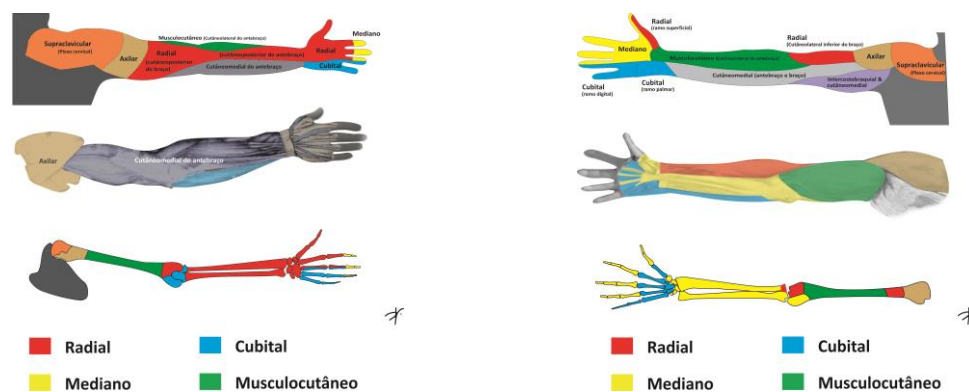 Musculocutâneo (Cutâneolateral do antebraço)
Mediano
Supraclavicular
(Plexo cervical)
Axilar
Radial
(cutâneoposterior
do braço)
(cutâneoposterior do antebraço)
Radial
Cutâneomedial do antebraço
Cubital
Axilar
Cutâneomedial do antebraço
Radial
Cubital
Mediano
Musculocutâneo
Radial
(ramo superficial)
Mediano
Radial
(Cutâneolateral inferior do braço)
Musculocutâneo (Cutâneolateral do antebraço)
Axilar
Cutâneomedial (antebraço e braço)
Supraclavicular
(Plexo cervical)
Intercostobraquial &
cutâneomedial
Cubital
(ramo digital)
Cubital
(ramo palmar)
Radial
Cubital
Mediano
Musculocutâneo